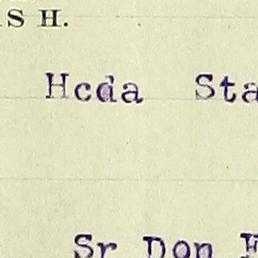 S H.
Hcda Sta
Sr Don